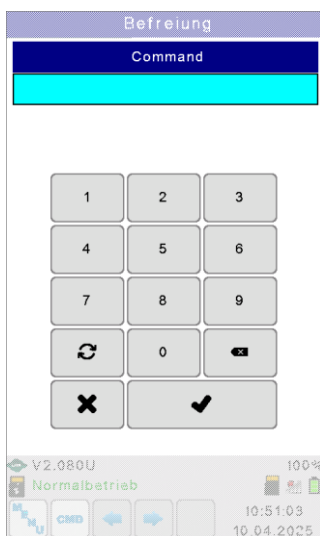 Befreiung
Command
1 2 3
4 5 6
7 8 9
0
V2.080U 100%
Normalbetrieb
MENU CMD 10:51:03
10.04.2025